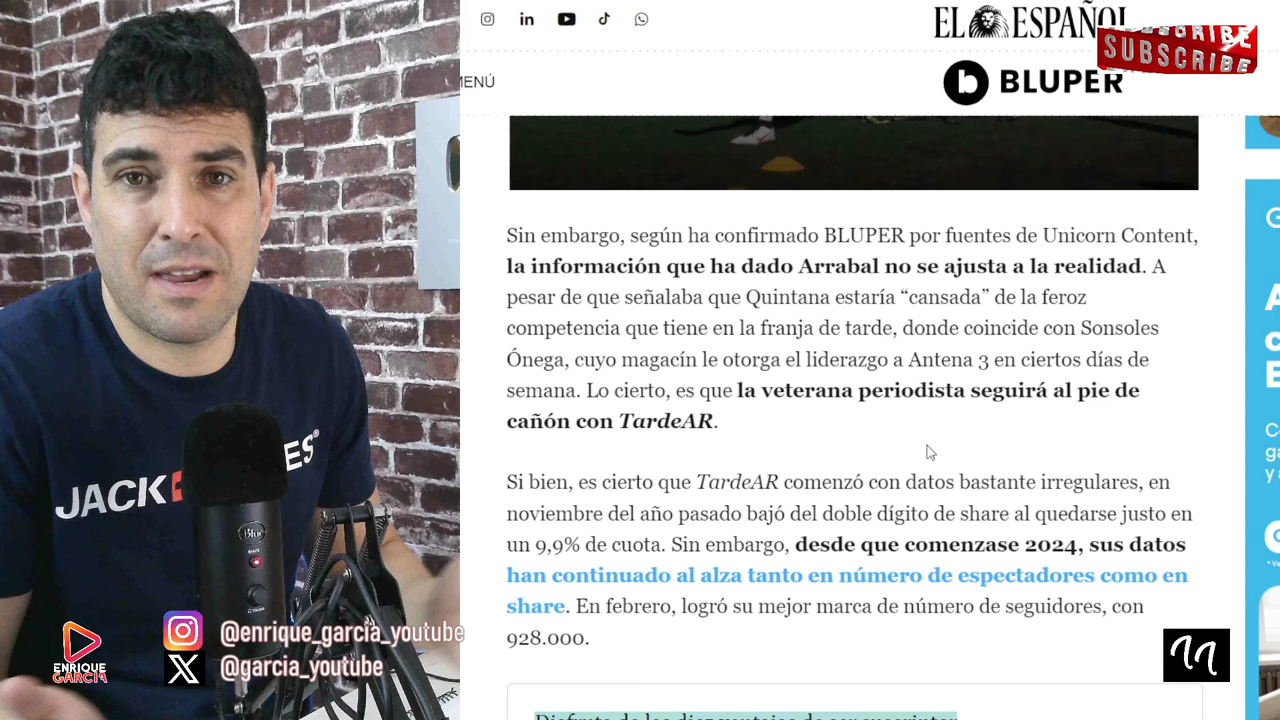 EL ESPAÑOL
SUBSCRIBE
SUBSCRIBE
MENÚ
BLUPER
Sin embargo, según ha confirmado BLUPER por fuentes de Unicorn Content,
la información que ha dado Arrabal no se ajusta a la realidad. A
pesar de que señalaba que Quintana estaría “cansada” de la feroz
competencia que tiene en la franja de tarde, donde coincide con Sonsoles
Ónega, cuyo magacín le otorga el liderazgo a Antena 3 en ciertos días de
semana. Lo cierto, es que la veterana periodista seguirá al pie de
cañón con TardeAR.
Si bien, es cierto que TardeAR comenzó con datos bastante irregulares, en
noviembre del año pasado bajó del doble dígito de share al quedarse justo en
un 9,9% de cuota. Sin embargo, desde que comenzase 2024, sus datos
han continuado al alza tanto en número de espectadores como en
share. En febrero, logró su mejor marca de número de seguidores, con
928.000.
JACK
ES®
Blue
ENRIQUE
GARCIA
@enrique_garcia_youtube
@garcia_youtube